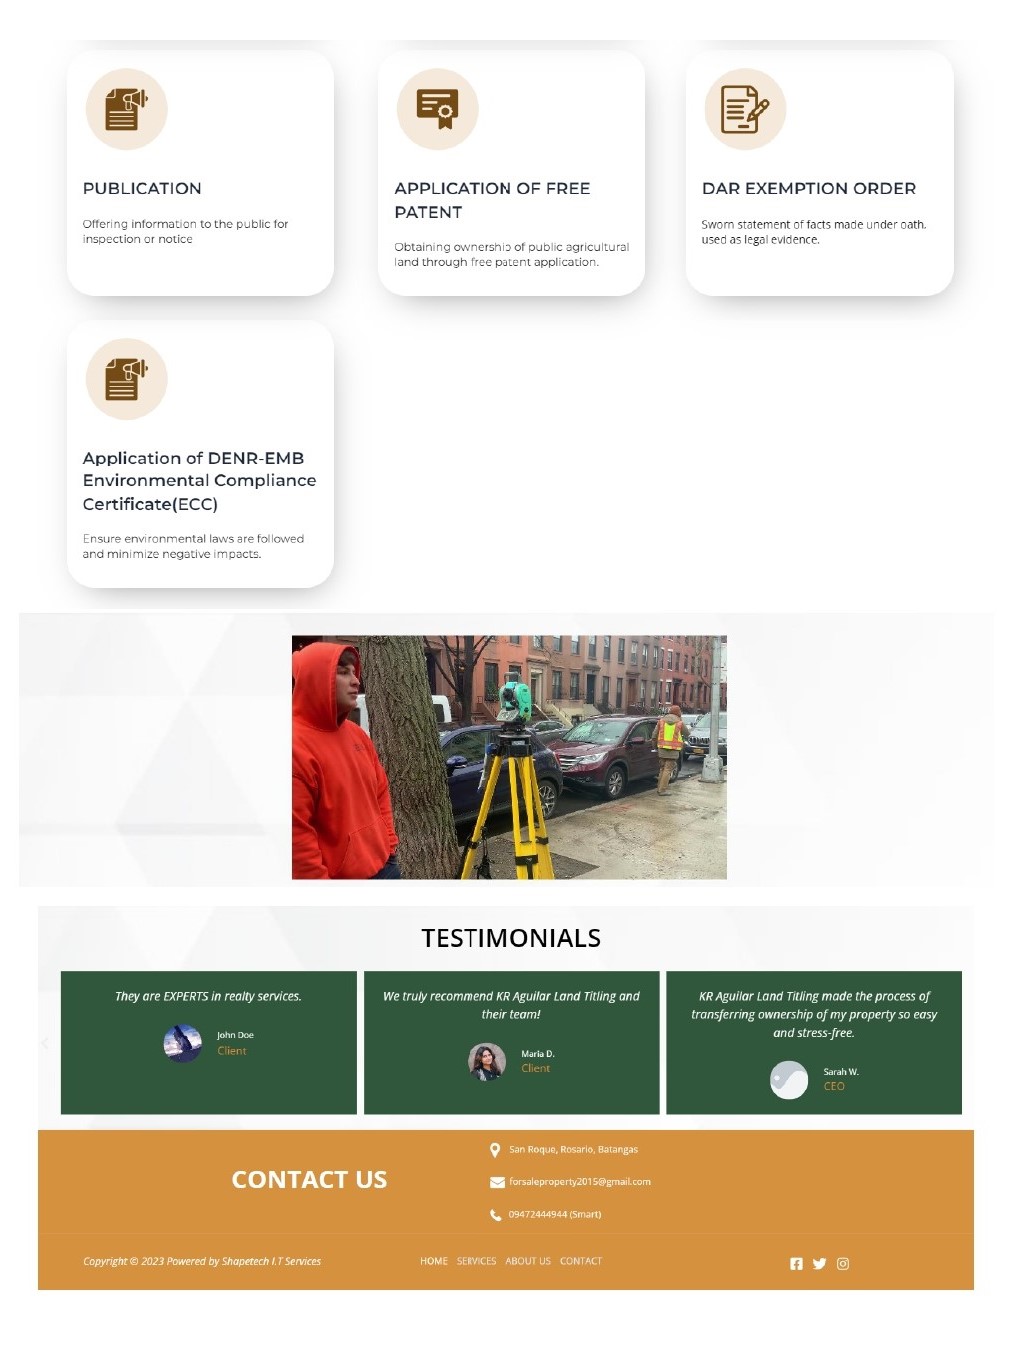 PUBLICATION
Offering information to the public for
inspection or notice
APPLICATION OF FREE
PATENT
Obtaining ownership of public agricultural
land through free patent application.
DAR EXEMPTION ORDER
Sworn statement of facts made under oath,
used as legal evidence.
Application of DENR-EMB
Environmental Compliance
Certificate(ECC)
Ensure environmental laws are followed
and minimize negative impacts.
TESTIMONIALS
They are EXPERTS in realty services.
John Doe
Client
We truly recommend KR Aguilar Land Titling and
their team!
Maria D.
Client
KR Aguilar Land Titling made the process of
transferring ownership of my property so easy
and stress-free.
Sarah W.
CEO
CONTACT US
San Roque, Rosario, Batangas
forsaleproperty2015@gmail.com
09472444944 (Smart)
Copyright © 2023 Powered by Shapetech I.T Services
HOME SERVICES ABOUT US CONTACT